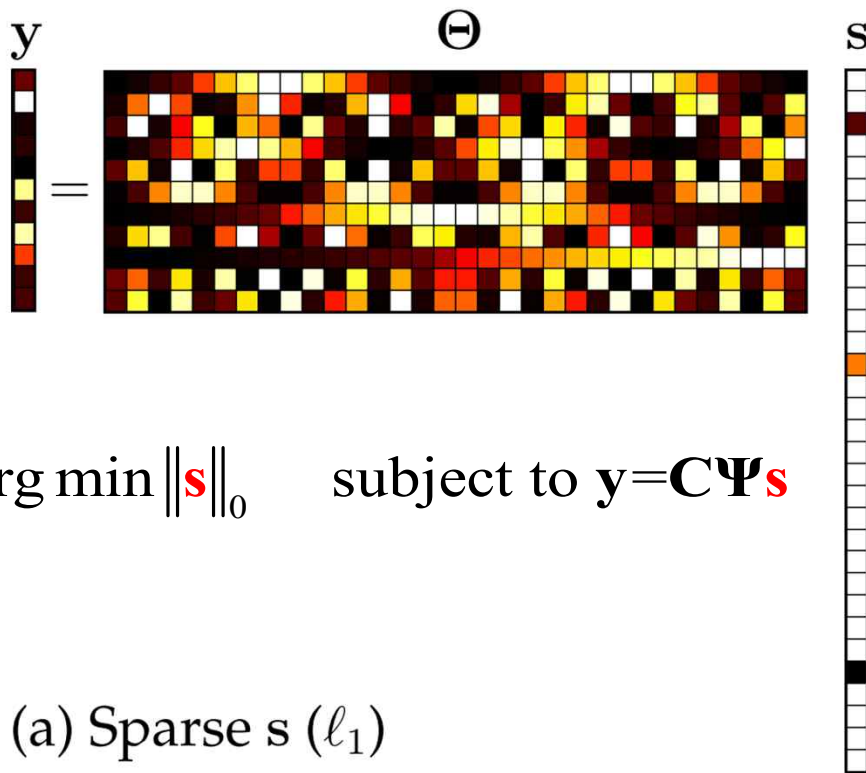 y Θ s
=
rg min ‖s‖₀ subject to y=CΨs
(a) Sparse s (ℓ₁)